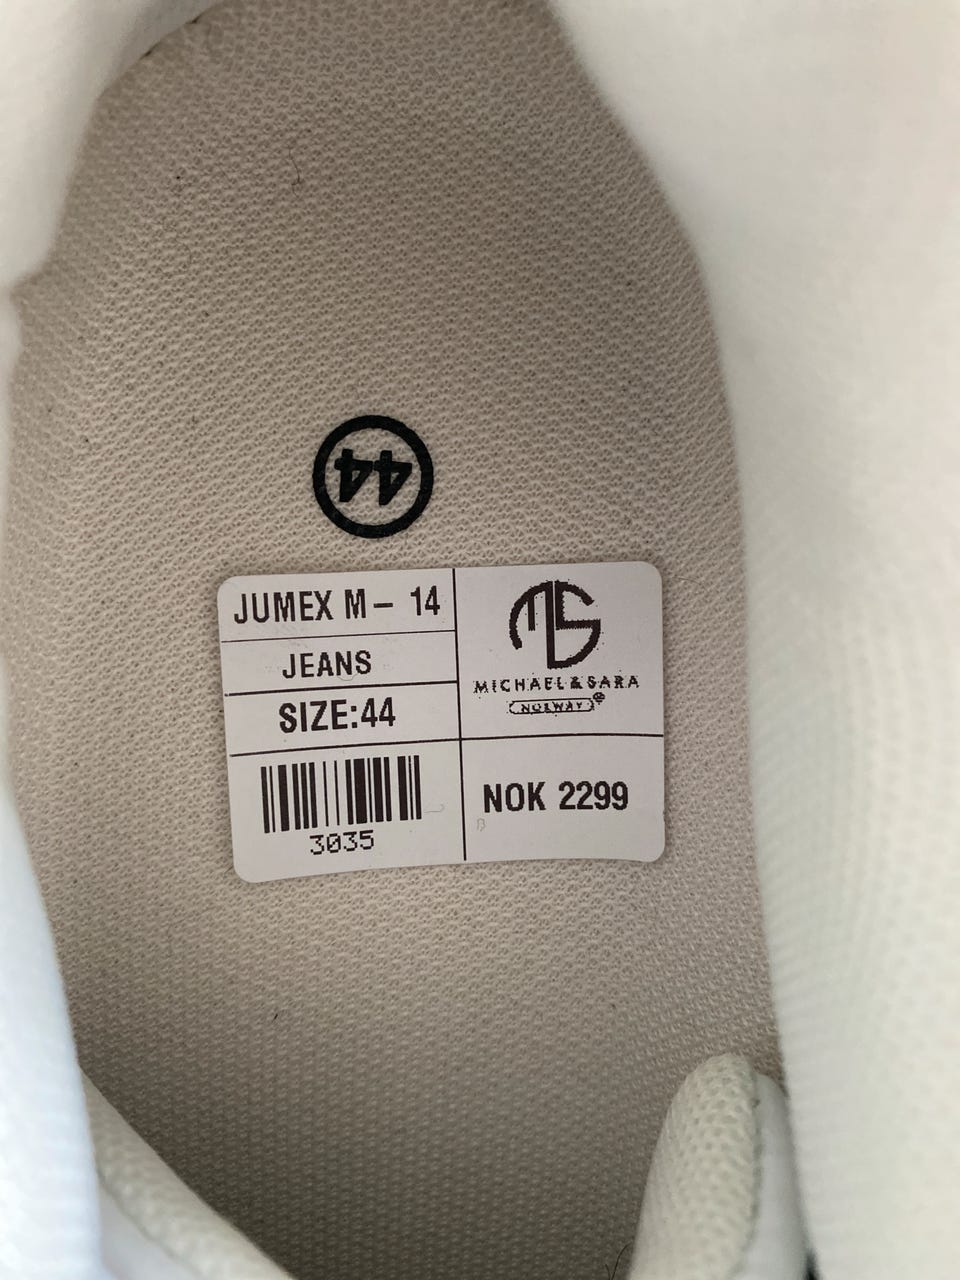 44
JUMEX M - 14
JEANS
SIZE:44
3035
MS
MICHAEL & SARA
NORWAY ®
NOK 2299